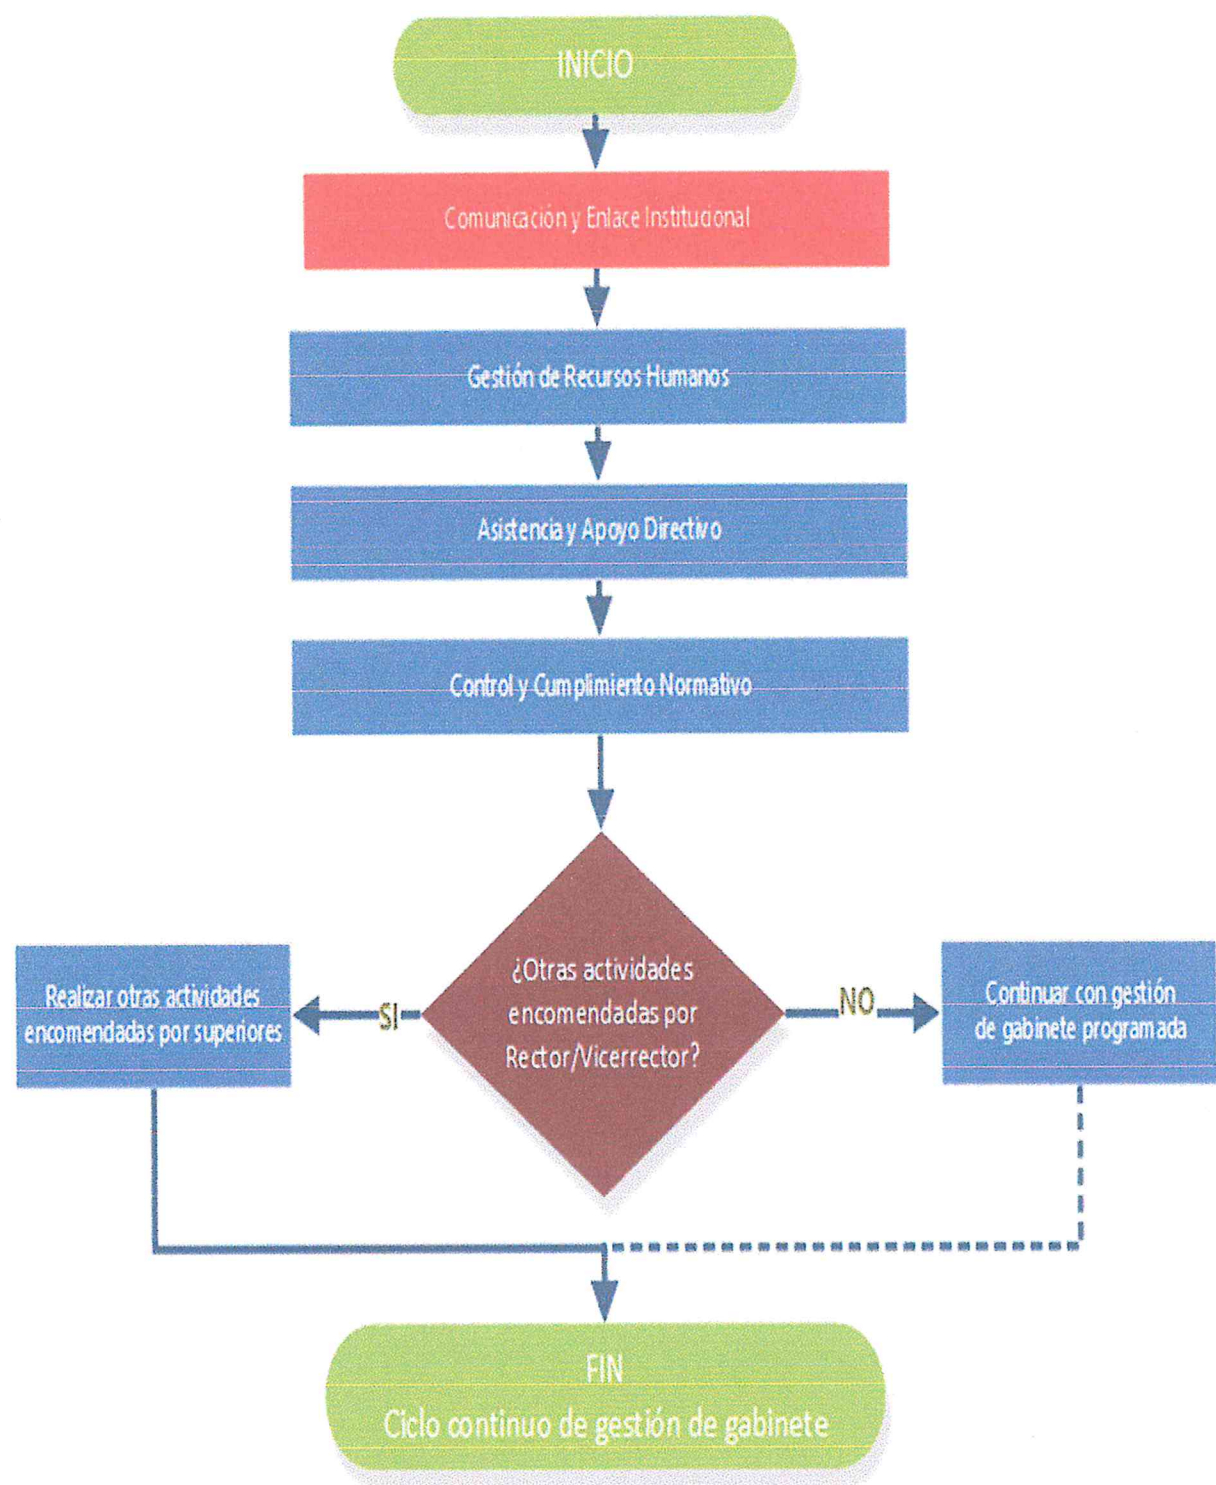 INICIO
Comunicación y Enlace Institucional
Gestión de Recursos Humanos
Asistencia y Apoyo Directivo
Control y Cumplimiento Normativo
¿Otras actividades
encomendadas por
Rector/Vicerrector?
SI
NO
Realizar otras actividades
encomendadas por superiores
Continuar con gestión
de gabinete programada
FIN
Ciclo continuo de gestión de gabinete